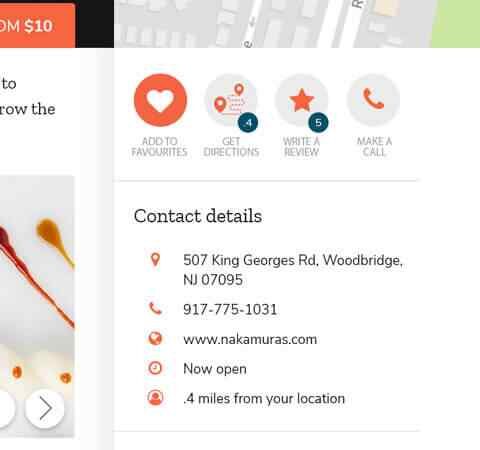 OM $10
e
R
to
row the
.4
5
ADD TO
FAVOURITES
GET
DIRECTIONS
WRITE A
REVIEW
MAKE A
CALL
Contact details
507 King Georges Rd, Woodbridge,
NJ 07095
917-775-1031
www.nakamuras.com
Now open
.4 miles from your location